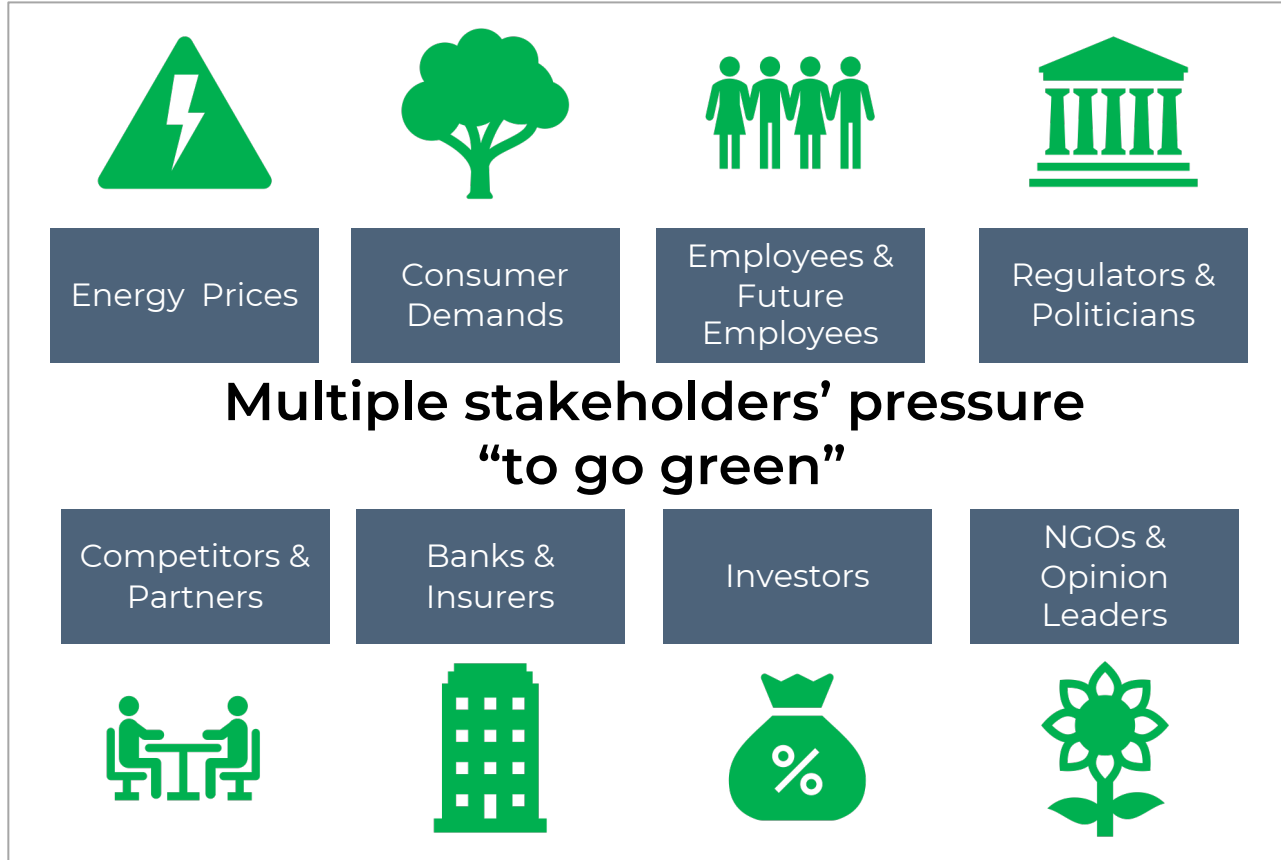 Energy  Prices
Consumer
Demands
Employees &
Future
Employees
Regulators &
Politicians
Multiple stakeholders’ pressure
“to go green”
Competitors &
Partners
Banks &
Insurers
Investors
NGOs &
Opinion
Leaders
%